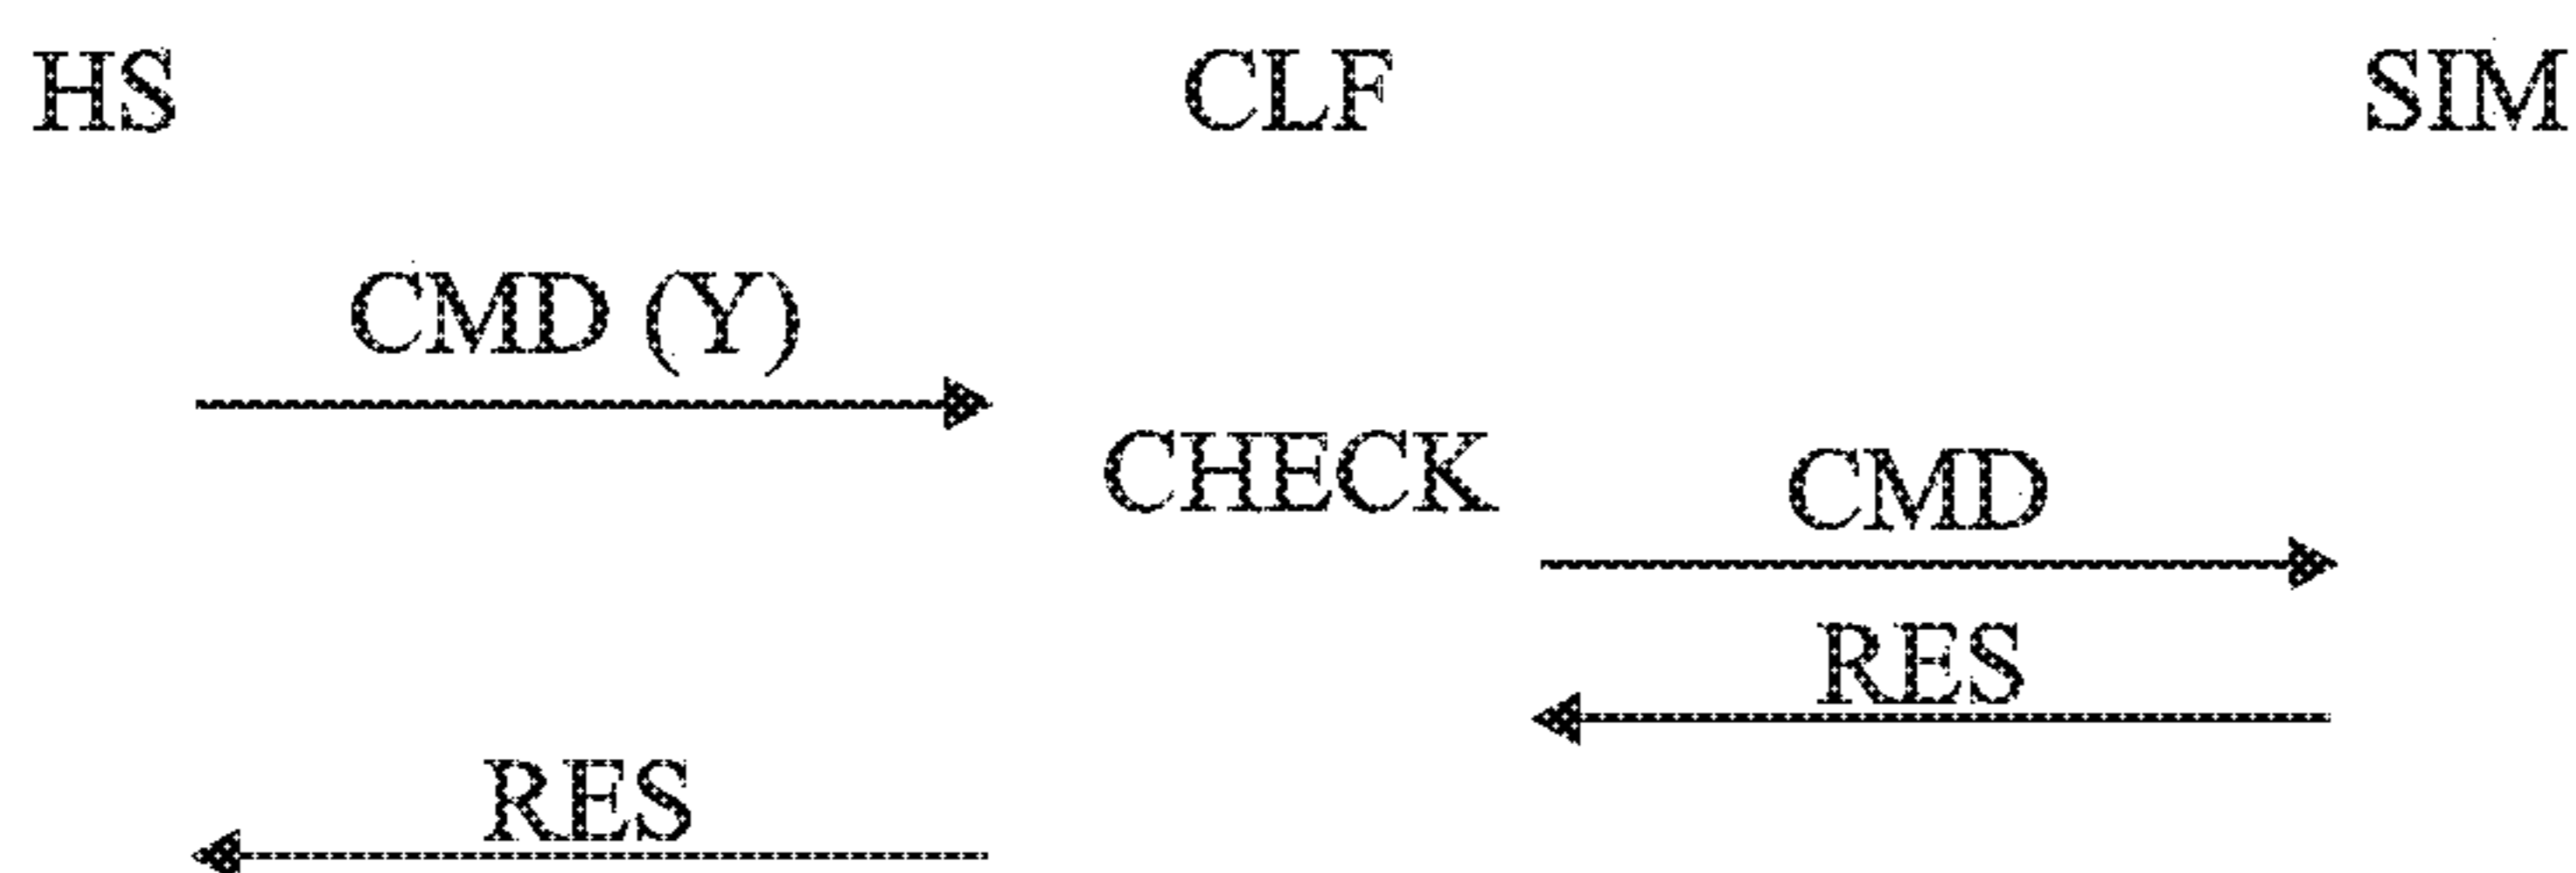 HS CLF SIM
CMD (Y)
CHECK
CMD
RES
RES